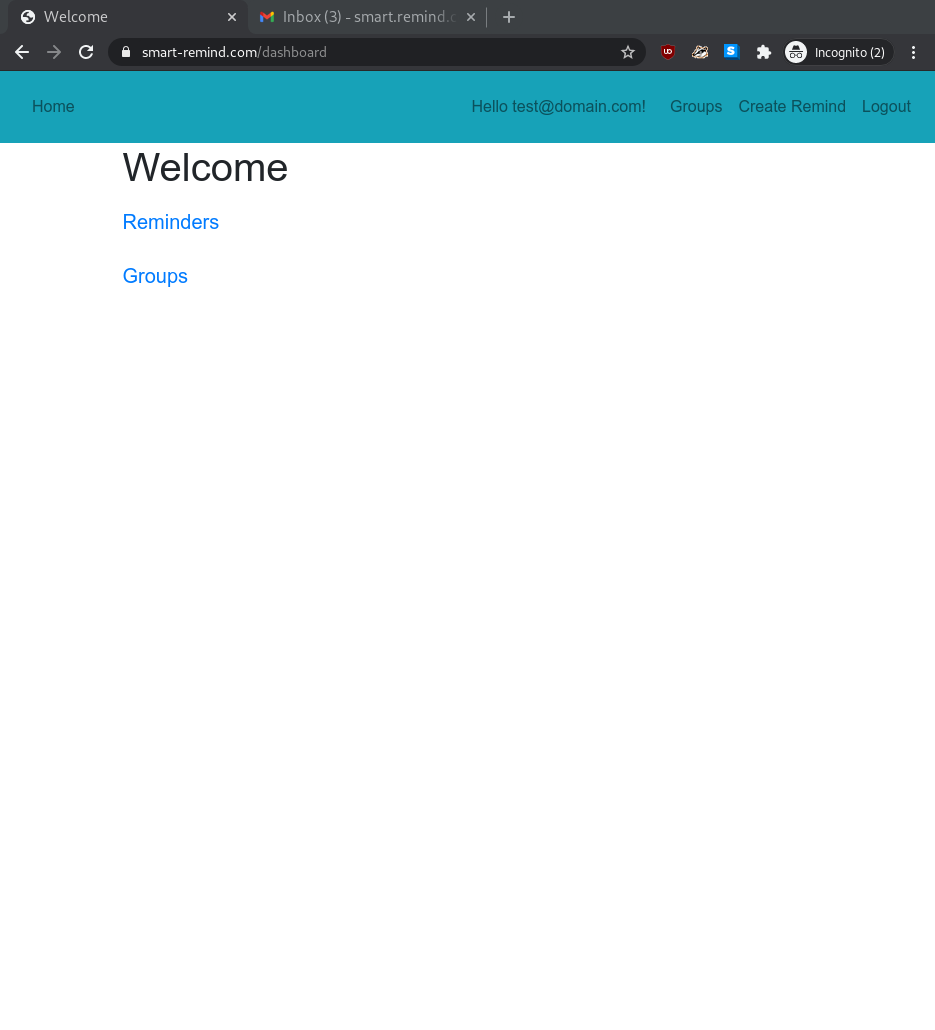 Welcome
Inbox (3) - smart.remind.c
smart-remind.com/dashboard
UD
S
Incognito (2)
Home
Hello test@domain.com!
Groups
Create Remind
Logout
Welcome
Reminders
Groups